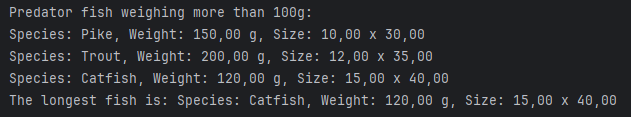 Predator fish weighing more than 100g:
Species: Pike, Weight: 150,00 g, Size: 10,00 x 30,00
Species: Trout, Weight: 200,00 g, Size: 12,00 x 35,00
Species: Catfish, Weight: 120,00 g, Size: 15,00 x 40,00
The longest fish is: Species: Catfish, Weight: 120,00 g, Size: 15,00 x 40,00